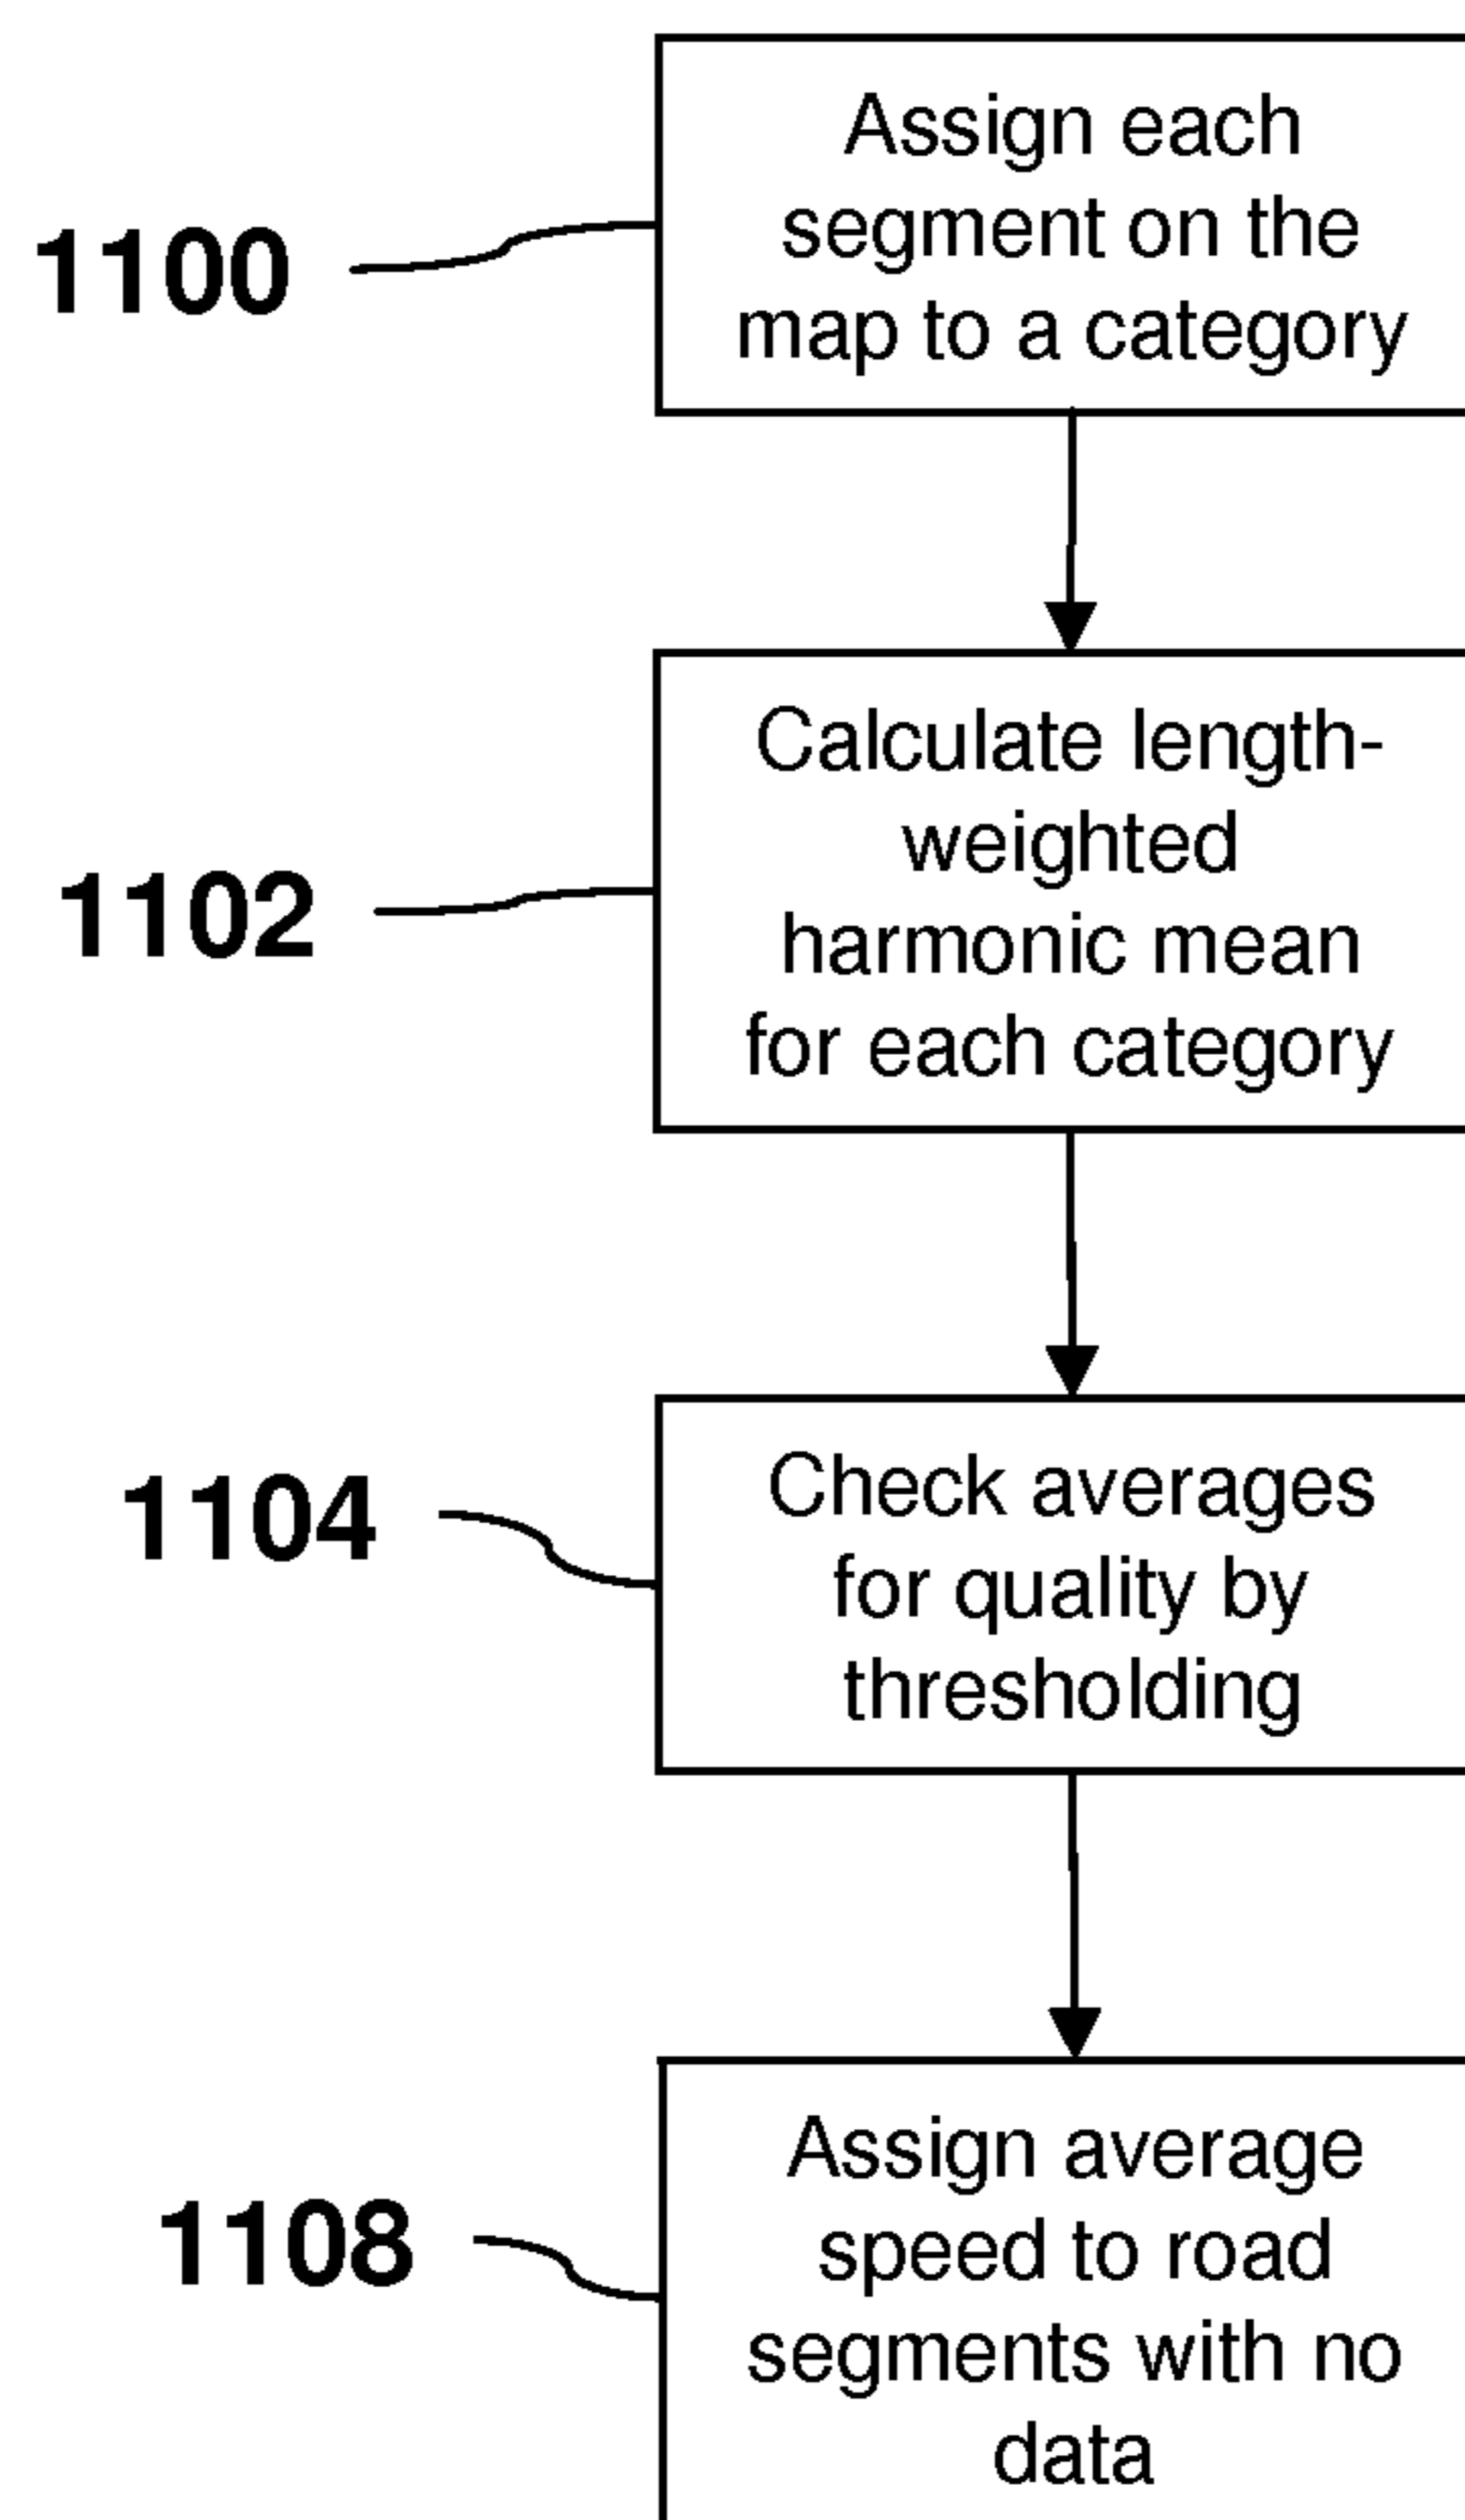 1100
Assign each
segment on the
map to a category
1102
Calculate length-
weighted
harmonic mean
for each category
1104
Check averages
for quality by
thresholding
1108
Assign average
speed to road
segments with no
data